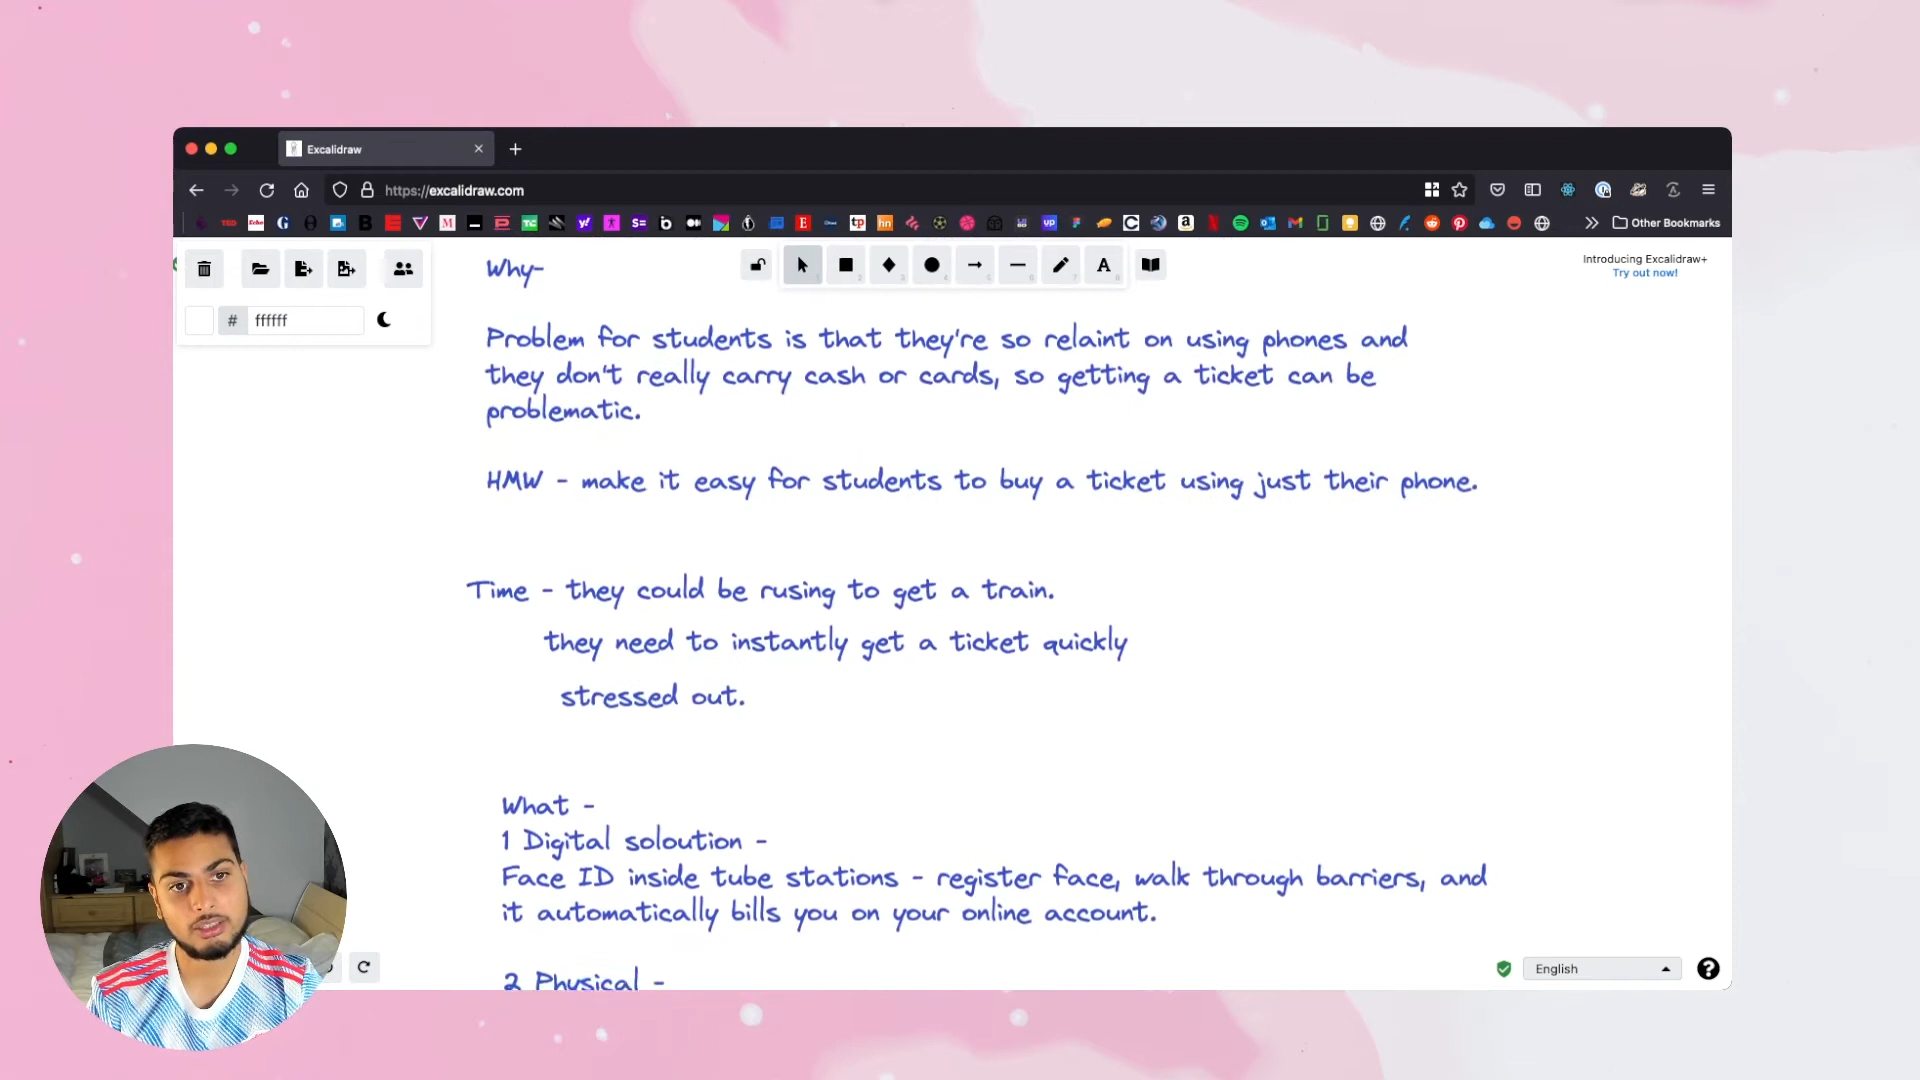 Excalidraw
https://excalidraw.com
TED
Other Bookmarks
# ffffff
Introducing Excalidraw+
Try out now!
Why-
Problem for students is that they're so relaint on using phones and
they don't really carry cash or cards, so getting a ticket can be
problematic.
HMW - make it easy for students to buy a ticket using just their phone.
Time - they could be rusing to get a train.
they need to instantly get a ticket quickly
stressed out.
What -
1 Digital soloution -
Face ID inside tube stations - register face, walk through barriers, and
it automatically bills you on your online account.
2 Physical -
English